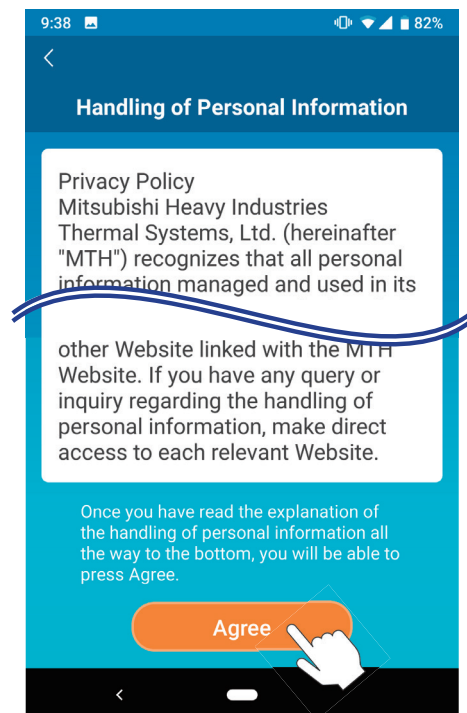 9:38 82%
Handling of Personal Information
Privacy Policy
Mitsubishi Heavy Industries
Thermal Systems, Ltd. (hereinafter
"MTH") recognizes that all personal
information managed and used in its
other Website linked with the MTH
Website. If you have any query or
inquiry regarding the handling of
personal information, make direct
access to each relevant Website.
Once you have read the explanation of
the handling of personal information all
the way to the bottom, you will be able to
press Agree.
Agree